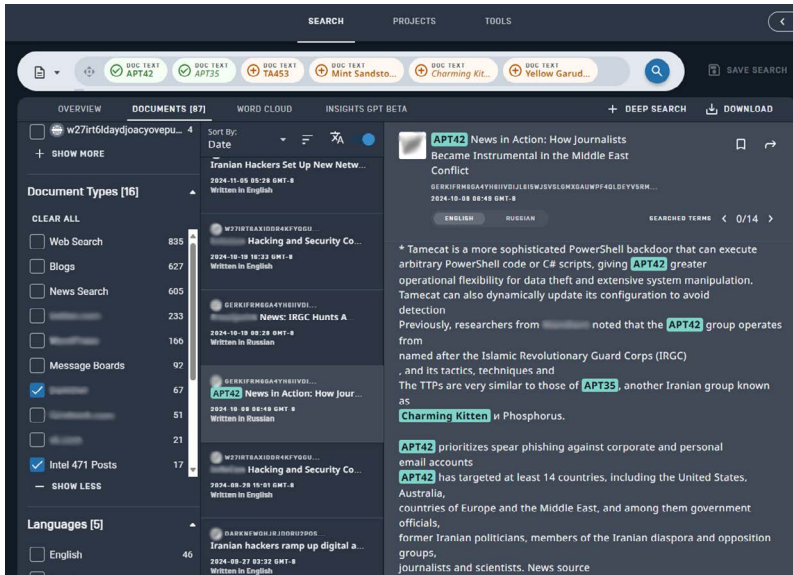 SEARCH
PROJECTS
TOOLS
DOC TEXT
APT42
DOC TEXT
APT35
DOC TEXT
TA453
DOC TEXT
Mint Sandsto...
DOC TEXT
Charming Kit...
DOC TEXT
Yellow Garud...
SAVE SEARCH
OVERVIEW
DOCUMENTS [87]
WORD CLOUD
INSIGHTS GPT BETA
+ DEEP SEARCH
DOWNLOAD
w27irt6ldaydjoacyovepu... 4
+ SHOW MORE
Document Types [16]
CLEAR ALL
Web Search 835
Blogs 627
News Search 605
233
166
Message Boards 92
67
51
21
Intel 471 Posts 17
— SHOW LESS
Languages [5]
English 46
Sort By:
Date
Iranian Hackers Set Up New Netw...
2024-11-05 05:28 GMT-8
Written in English
Hacking and Security Co...
2024-10-19 16:33 GMT-8
Written in English
News: IRGC Hunts A...
2024-10-19 09:28 GMT-8
Written in Russian
APT42 News in Action: How Jour...
2024-10-08 06:49 GMT-8
Written in Russian
Hacking and Security Co...
2024-09-28 15:01 GMT-8
Written in English
Iranian hackers ramp up digital a...
2024-09-27 03:32 GMT-8
Written in English
APT42 News in Action: How Journalists
Became Instrumental in the Middle East
Conflict
2024-10-08 06:49 GMT-8
ENGLISH
RUSSIAN
SEARCHED TERMS < 0/14 >
* Tamecat is a more sophisticated PowerShell backdoor that can execute
arbitrary PowerShell code or C# scripts, giving APT42 greater
operational flexibility for data theft and extensive system manipulation.
Tamecat can also dynamically update its configuration to avoid
detection
Previously, researchers from noted that the APT42 group operates
from
named after the Islamic Revolutionary Guard Corps (IRGC)
, and its tactics, techniques and
The TTPs are very similar to those of APT35, another Iranian group known
as
Charming Kitten и Phosphorus.
APT42 prioritizes spear phishing against corporate and personal
email accounts
APT42 has targeted at least 14 countries, including the United States,
Australia,
countries of Europe and the Middle East, and among them government
officials,
former Iranian politicians, members of the Iranian diaspora and opposition
groups,
journalists and scientists. News source